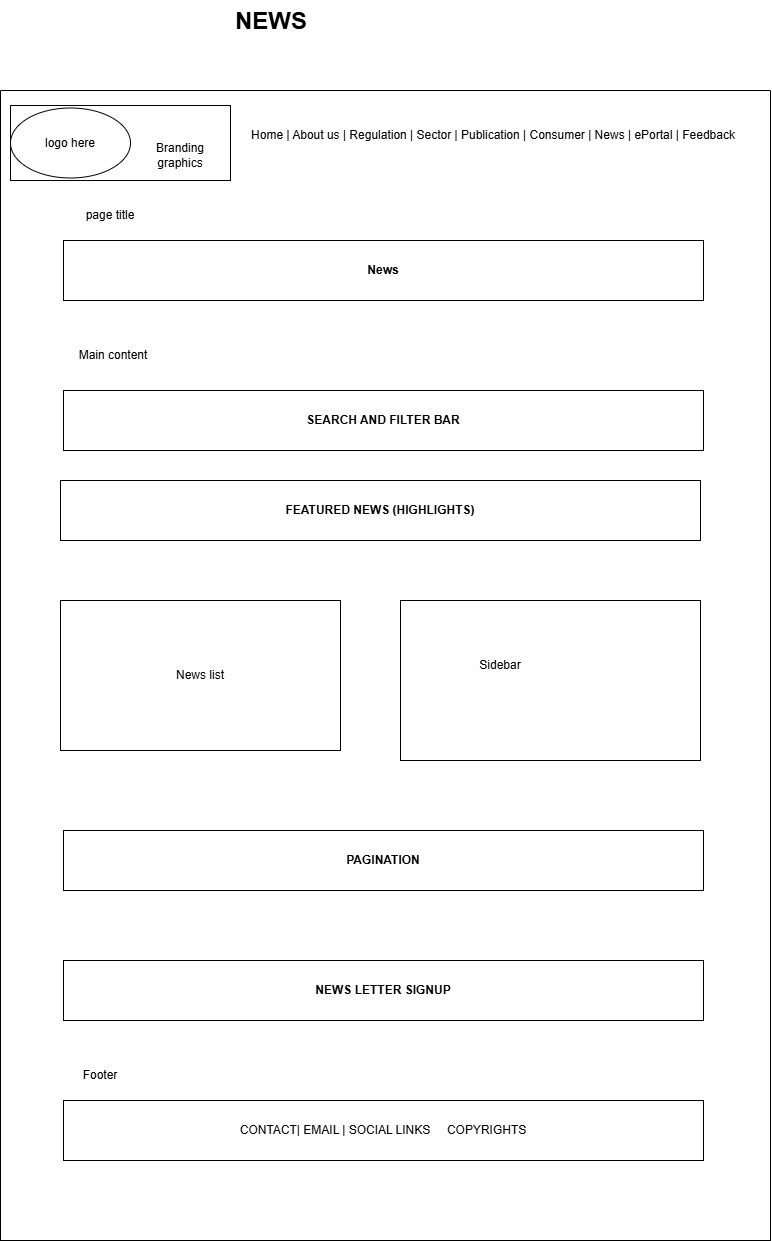 NEWS
logo here
Branding
graphics
Home | About us | Regulation | Sector | Publication | Consumer | News | ePortal | Feedback
page title
News
Main content
SEARCH AND FILTER BAR
FEATURED NEWS (HIGHLIGHTS)
News list
Sidebar
PAGINATION
NEWS LETTER SIGNUP
Footer
CONTACT| EMAIL | SOCIAL LINKS     COPYRIGHTS